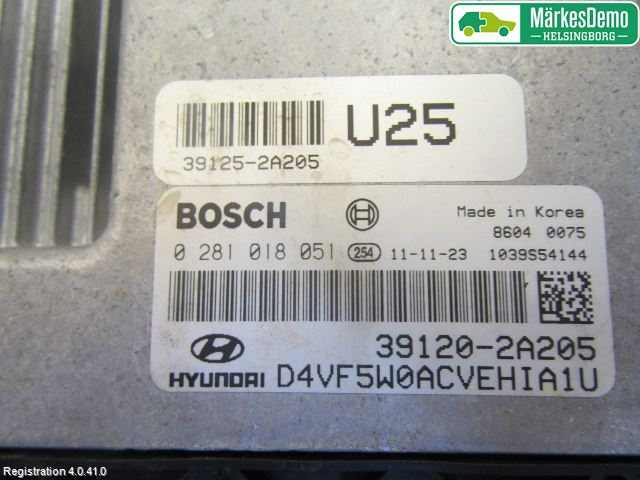 MärkesDemo
HELSINGBORG
U25
39125-2A205
BOSCH
Made in Korea
8604 0075
0 281 018 051 254 11-11-23 1039S54144
39120-2A205
HYUNDAI D4VF5W0ACVEHIA1U
Registration 4.0.41.0